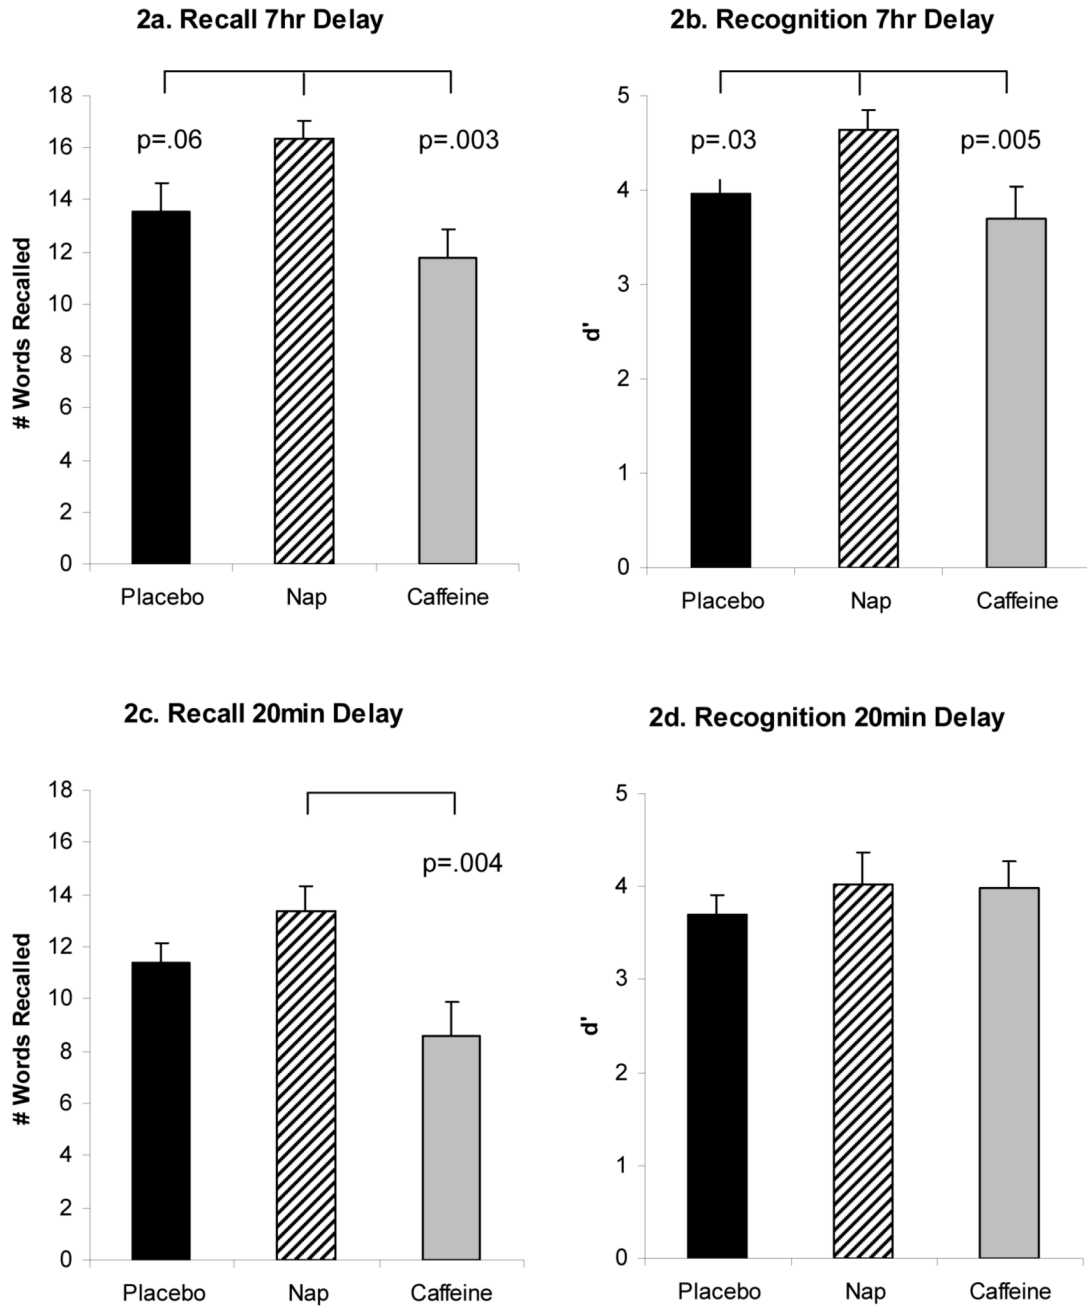 2a. Recall 7hr Delay
18
16
14
12
10
8
6
4
2
0
# Words Recalled
p=.06
p=.003
Placebo Nap Caffeine
2b. Recognition 7hr Delay
5
4
3
2
1
0
d'
p=.03
p=.005
Placebo Nap Caffeine
2c. Recall 20min Delay
18
16
14
12
10
8
6
4
2
0
# Words Recalled
p=.004
Placebo Nap Caffeine
2d. Recognition 20min Delay
5
4
3
2
1
0
d'
Placebo Nap Caffeine